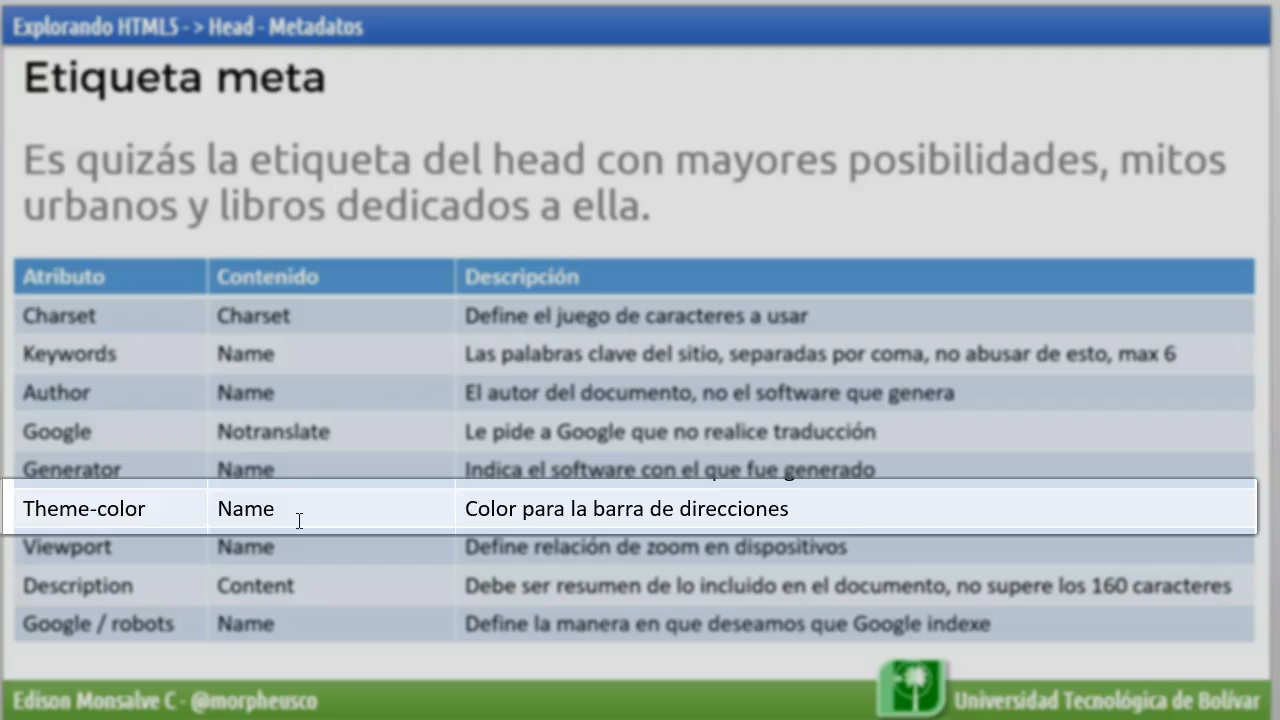 Explorando HTML5 - > Head - Metadatos
Etiqueta meta
Es quizás la etiqueta del head con mayores posibilidades, mitos
urbanos y libros dedicados a ella.
Atributo Contenido Descripción
Charset Charset Define el juego de caracteres a usar
Keywords Name Las palabras clave del sitio, separadas por coma, no abusar de esto, max 6
Author Name El autor del documento, no el software que genera
Google Notranslate Le pide a Google que no realice traducción
Generator Name Indica el software con el que fue generado
Theme-color Name Color para la barra de direcciones
Viewport Name Define relación de zoom en dispositivos
Description Content Debe ser resumen de lo incluido en el documento, no supere los 160 caracteres
Google / robots Name Define la manera en que deseamos que Google indexe
Edison Monsalve C - @morpheusco Universidad Tecnológica de Bolívar